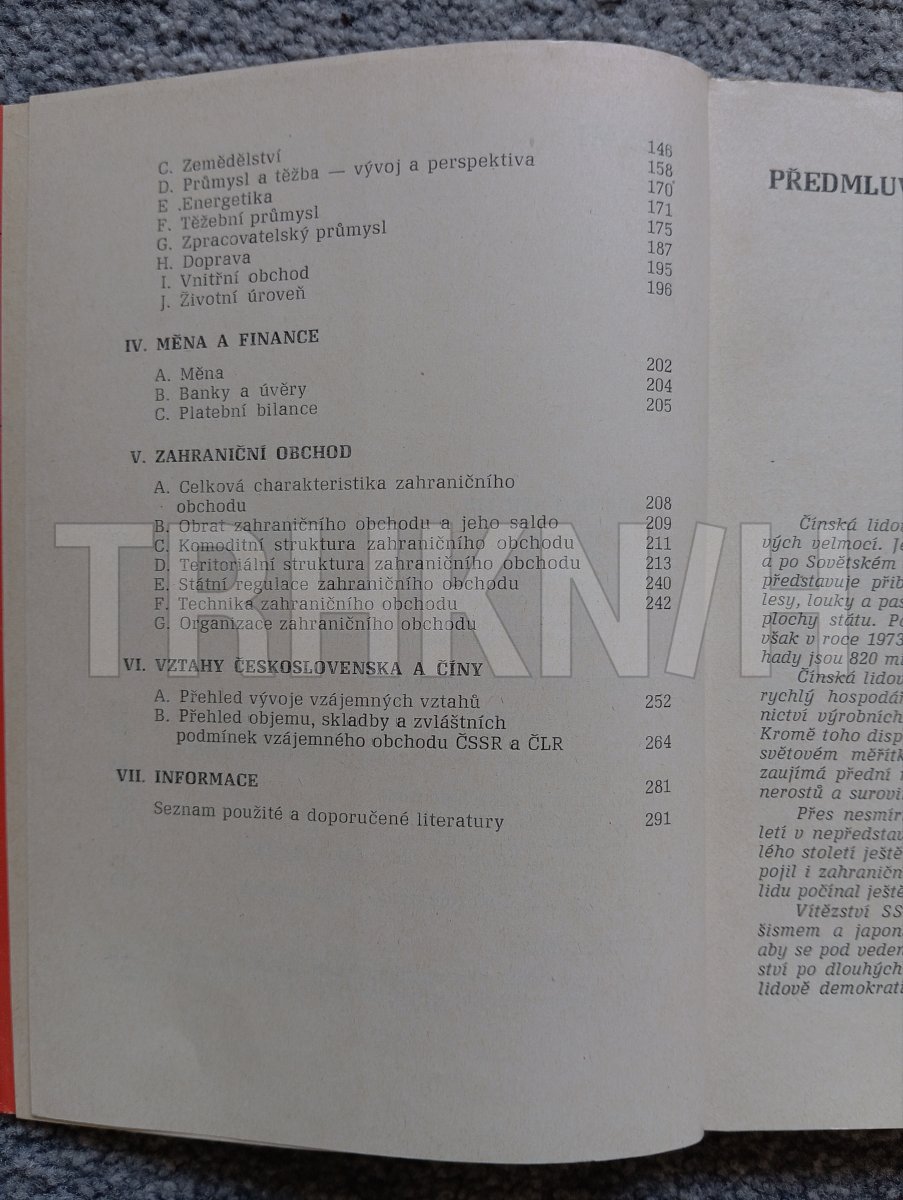 C. Zemědělství 146
D. Průmysl a těžba — vývoj a perspektiva 158
E .Energetika 170
F. Těžební průmysl 171
G. Zpracovatelský průmysl 175
H. Doprava 187
I. Vnitřní obchod 195
J. Životní úroveň 196
IV. MĚNA A FINANCE
A. Měna 202
B. Banky a úvěry 204
C. Platební bilance 205
V. ZAHRANIČNÍ OBCHOD
A. Celková charakteristika zahraničního
obchodu 208
B. Obrat zahraničního obchodu a jeho saldo 209
C. Komoditní struktura zahraničního obchodu 211
D. Teritoriální struktura zahraničního obchodu 213
E. Státní regulace zahraničního obchodu 240
F. Technika zahraničního obchodu 242
G. Organizace zahraničního obchodu
VI. VZTAHY ČESKOSLOVENSKA A ČÍNY
A. Přehled vývoje vzájemných vztahů 252
B. Přehled objemu, skladby a zvláštních
podmínek vzájemného obchodu ČSSR a ČLR 264
VII. INFORMACE 281
Seznam použité a doporučené literatury 291
PŘEDMLUV
Čínská lidov
vých velmocí. Je
a po Sovětském
představuje přib
lesy, louky a pas
plochy státu. Po
však v roce 1973
hady jsou 820 mi
Čínská lidov
rychlý hospodář
nictví výrobních
Kromě toho disp
světovém měřítk
zaujímá přední
nerostů a surovi
Přes nesmír
letí v nepředstav
lého století ještě
pojil i zahraničn
lidu počínal ještě
Vítězství SS
šismem a japon
aby se pod veden
ství po dlouhých
lidově demokrati
TRHKNIH